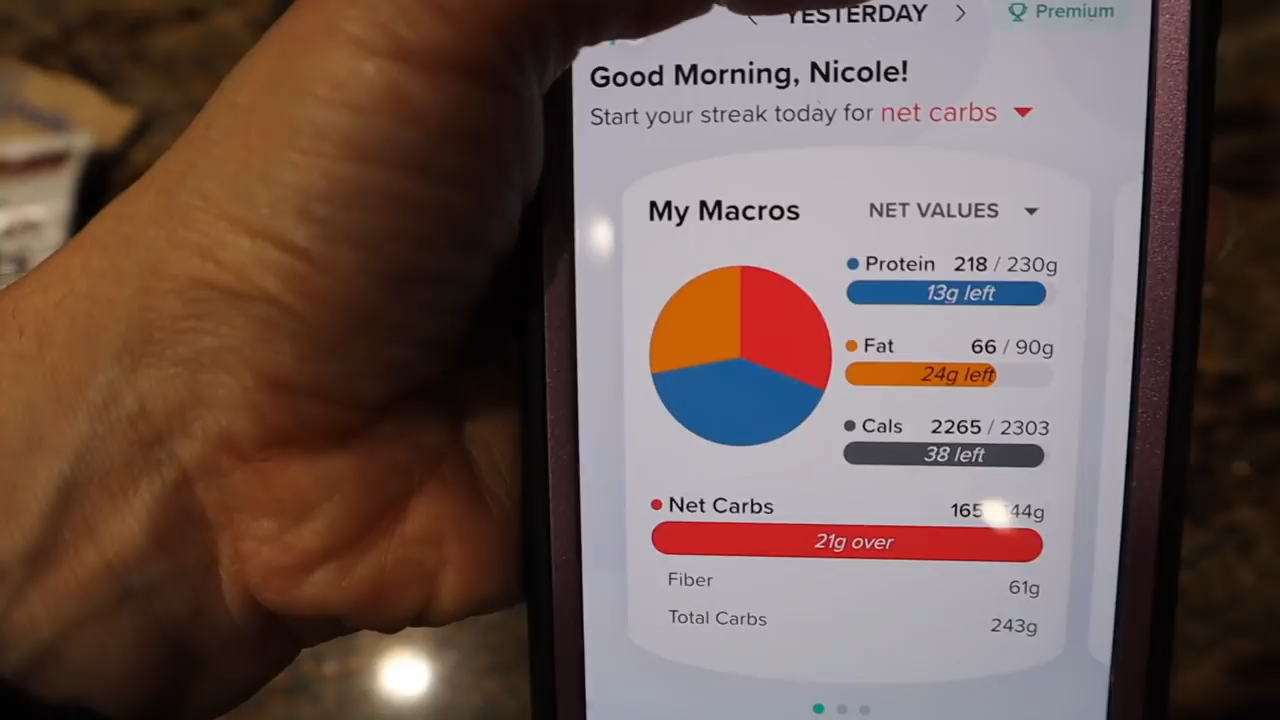 YESTERDAY
Premium
Good Morning, Nicole!
Start your streak today for net carbs
My Macros
NET VALUES
Protein 218 / 230g
13g left
Fat 66 / 90g
24g left
Cals 2265 / 2303
38 left
Net Carbs 165 44g
21g over
Fiber 61g
Total Carbs 243g